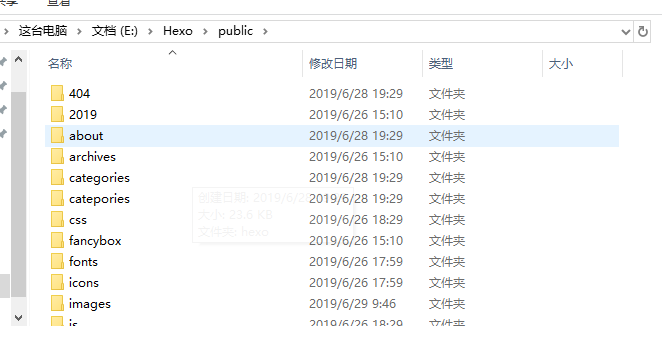 共享 查看
这台电脑 > 文档 (E:) > Hexo > public >
名称 修改日期 类型 大小
404 2019/6/28 19:29 文件夹
2019 2019/6/26 15:10 文件夹
about 2019/6/28 19:29 文件夹
archives 2019/6/26 15:10 文件夹
categories 2019/6/28 19:29 文件夹
catepories 2019/6/28 19:29 文件夹
创建日期: 2019/6/2
css 2019/6/26 18:29 文件夹
大小: 23.6 KB
fancybox 2019/6/26 15:10 文件夹
文件夹: hexo
fonts 2019/6/26 17:59 文件夹
icons 2019/6/26 17:59 文件夹
images 2019/6/29 9:46 文件夹
js 2019/6/26 18:29 文件夹